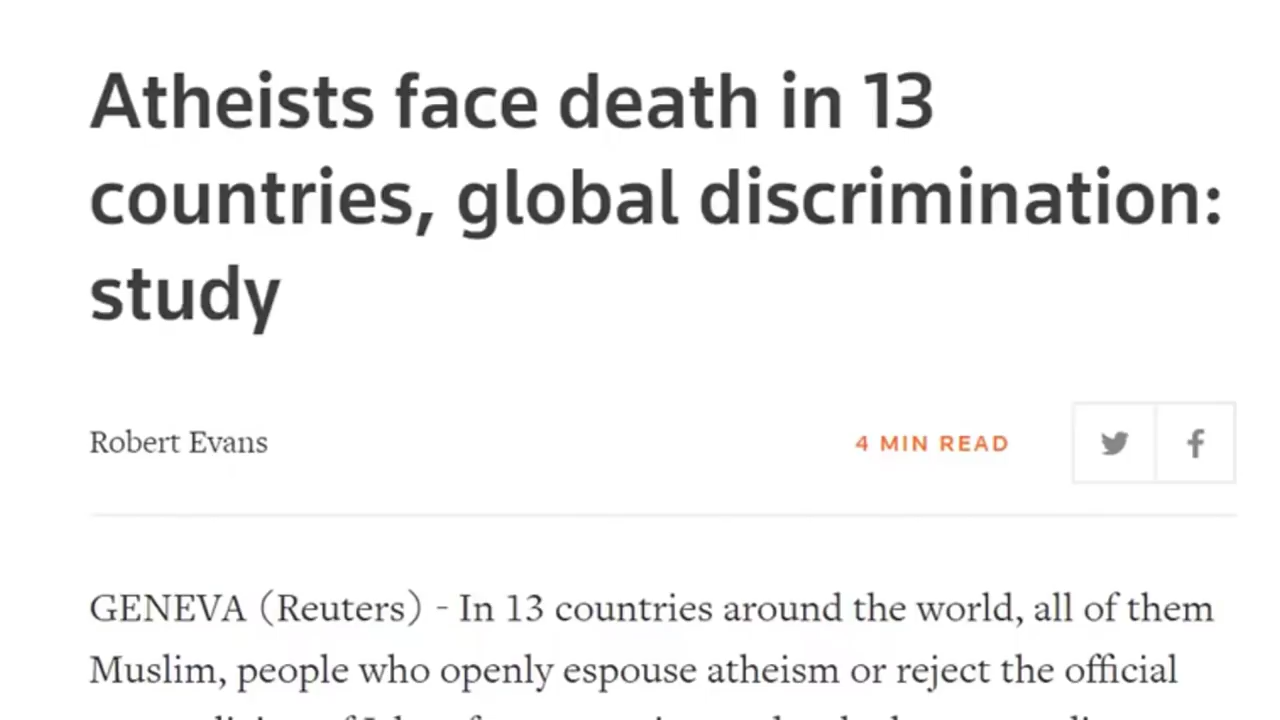 Atheists face death in 13
countries, global discrimination:
study
Robert Evans
4 MIN READ
GENEVA (Reuters) - In 13 countries around the world, all of them
Muslim, people who openly espouse atheism or reject the official